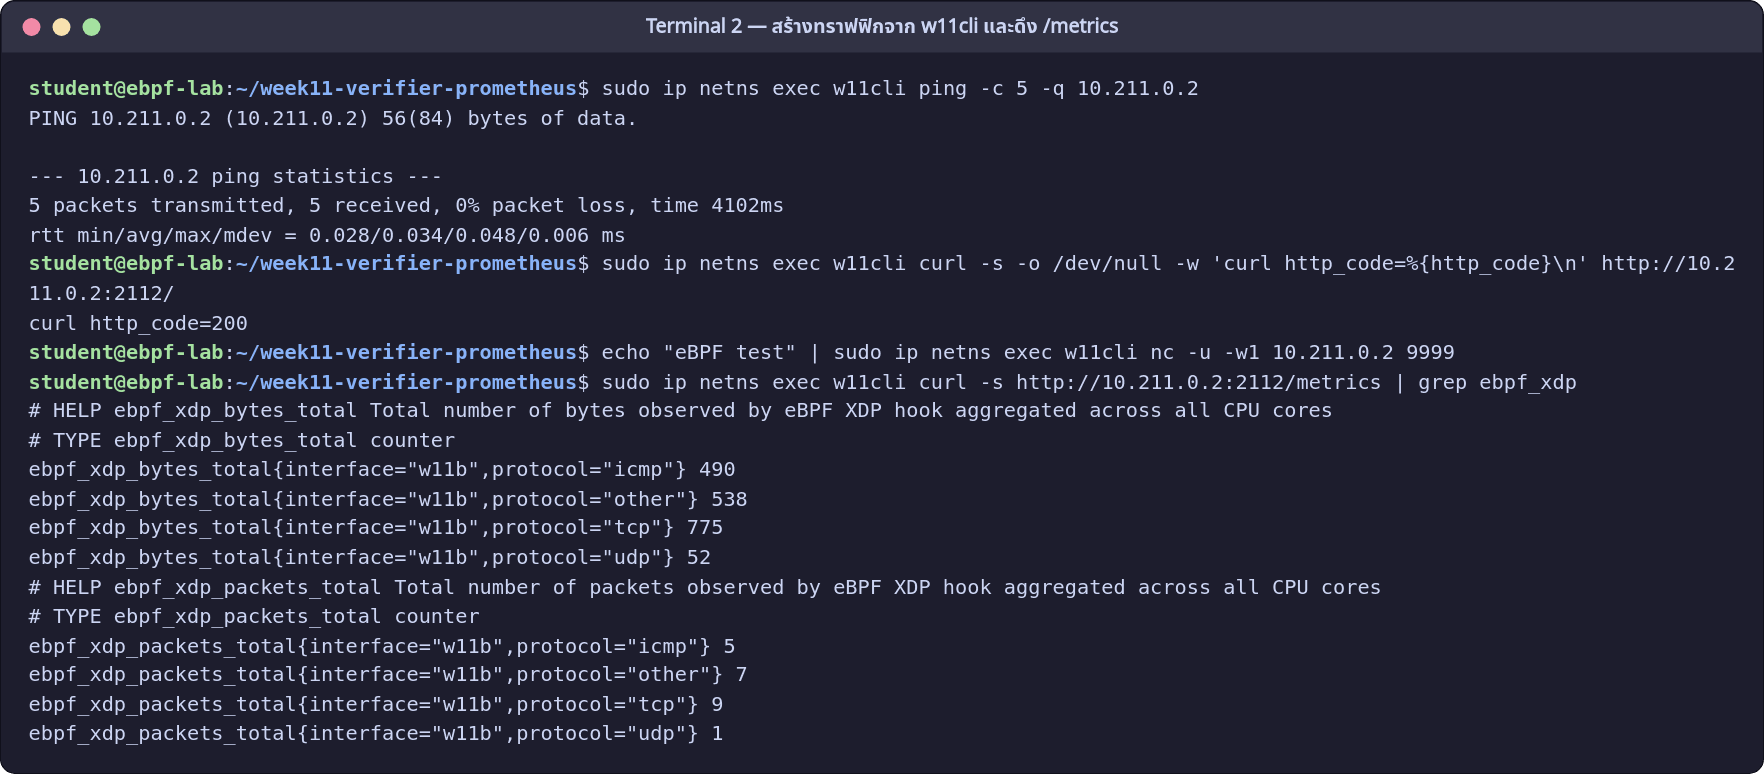 Terminal 2 — สร้างทราฟฟิกจาก w11cli และดึง /metrics
student@ebpf-lab:~/week11-verifier-prometheus$ sudo ip netns exec w11cli ping -c 5 -q 10.211.0.2
PING 10.211.0.2 (10.211.0.2) 56(84) bytes of data.
--- 10.211.0.2 ping statistics ---
5 packets transmitted, 5 received, 0% packet loss, time 4102ms
rtt min/avg/max/mdev = 0.028/0.034/0.048/0.006 ms
student@ebpf-lab:~/week11-verifier-prometheus$ sudo ip netns exec w11cli curl -s -o /dev/null -w 'curl http_code=%{http_code}\n' http://10.2
11.0.2:2112/
curl http_code=200
student@ebpf-lab:~/week11-verifier-prometheus$ echo "eBPF test" | sudo ip netns exec w11cli nc -u -w1 10.211.0.2 9999
student@ebpf-lab:~/week11-verifier-prometheus$ sudo ip netns exec w11cli curl -s http://10.211.0.2:2112/metrics | grep ebpf_xdp
# HELP ebpf_xdp_bytes_total Total number of bytes observed by eBPF XDP hook aggregated across all CPU cores
# TYPE ebpf_xdp_bytes_total counter
ebpf_xdp_bytes_total{interface="w11b",protocol="icmp"} 490
ebpf_xdp_bytes_total{interface="w11b",protocol="other"} 538
ebpf_xdp_bytes_total{interface="w11b",protocol="tcp"} 775
ebpf_xdp_bytes_total{interface="w11b",protocol="udp"} 52
# HELP ebpf_xdp_packets_total Total number of packets observed by eBPF XDP hook aggregated across all CPU cores
# TYPE ebpf_xdp_packets_total counter
ebpf_xdp_packets_total{interface="w11b",protocol="icmp"} 5
ebpf_xdp_packets_total{interface="w11b",protocol="other"} 7
ebpf_xdp_packets_total{interface="w11b",protocol="tcp"} 9
ebpf_xdp_packets_total{interface="w11b",protocol="udp"} 1